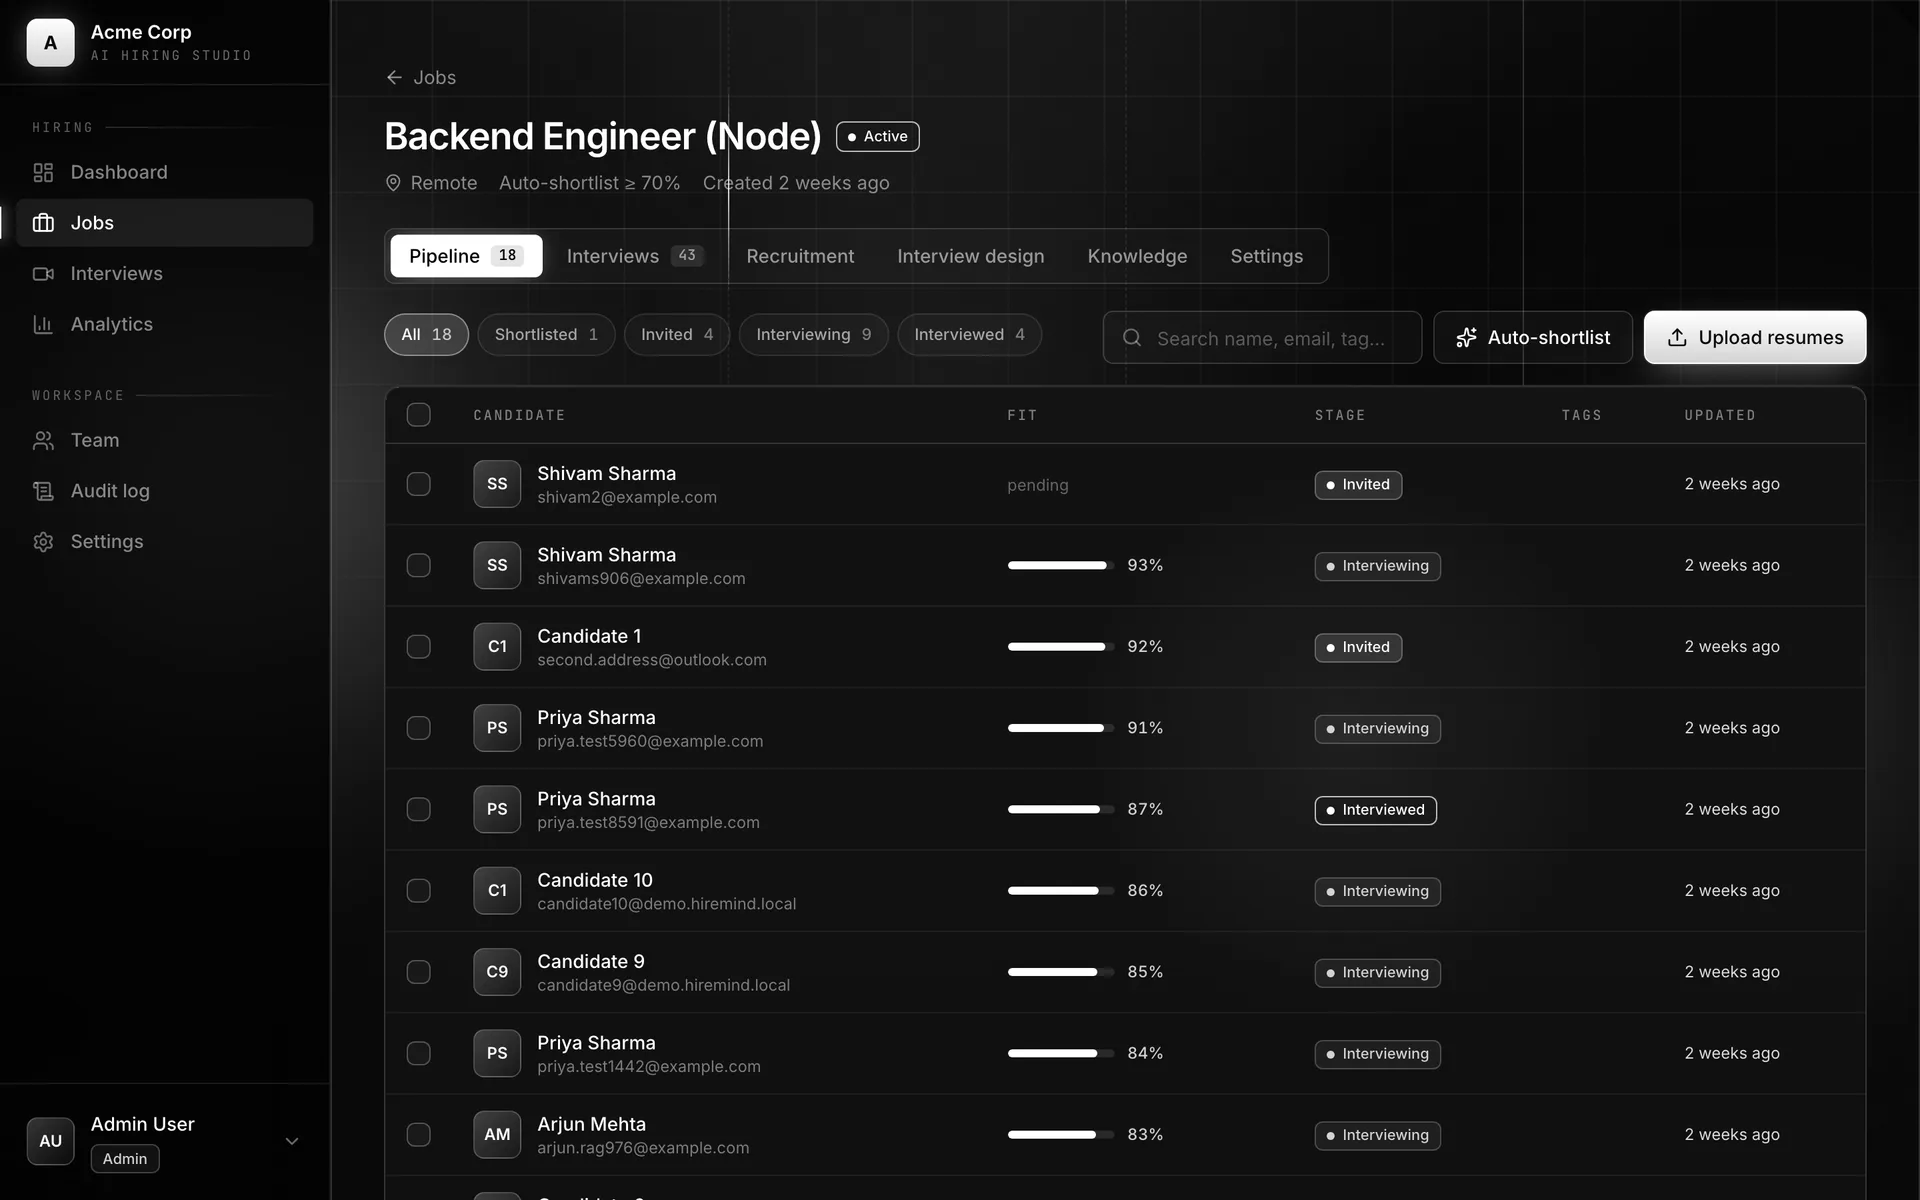 A
Acme Corp
AI HIRING STUDIO
HIRING
Dashboard
Jobs
Interviews
Analytics
WORKSPACE
Team
Audit log
Settings
AU
Admin User
Admin
Jobs
Backend Engineer (Node)
Active
Remote Auto-shortlist ≥ 70% Created 2 weeks ago
Pipeline 18 Interviews 43 Recruitment Interview design Knowledge Settings
All 18 Shortlisted 1 Invited 4 Interviewing 9 Interviewed 4
Search name, email, tag...
Auto-shortlist
Upload resumes
CANDIDATE FIT STAGE TAGS UPDATED
SS Shivam Sharma pending Invited 2 weeks ago
shivam2@example.com
SS Shivam Sharma 93% Interviewing 2 weeks ago
shivams906@example.com
C1 Candidate 1 92% Invited 2 weeks ago
second.address@outlook.com
PS Priya Sharma 91% Interviewing 2 weeks ago
priya.test5960@example.com
PS Priya Sharma 87% Interviewed 2 weeks ago
priya.test8591@example.com
C1 Candidate 10 86% Interviewing 2 weeks ago
candidate10@demo.hiremind.local
C9 Candidate 9 85% Interviewing 2 weeks ago
candidate9@demo.hiremind.local
PS Priya Sharma 84% Interviewing 2 weeks ago
priya.test1442@example.com
AM Arjun Mehta 83% Interviewing 2 weeks ago
arjun.rag976@example.com